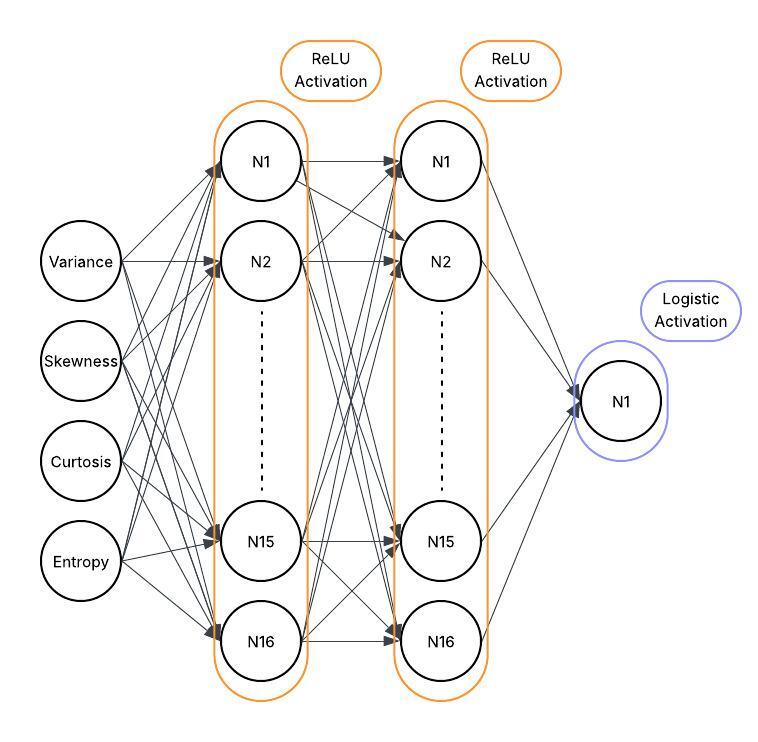 ReLU
Activation
ReLU
Activation
N1
N1
N2
N2
Variance
Skewness
Curtosis
Entropy
Logistic
Activation
N1
N15
N15
N16
N16